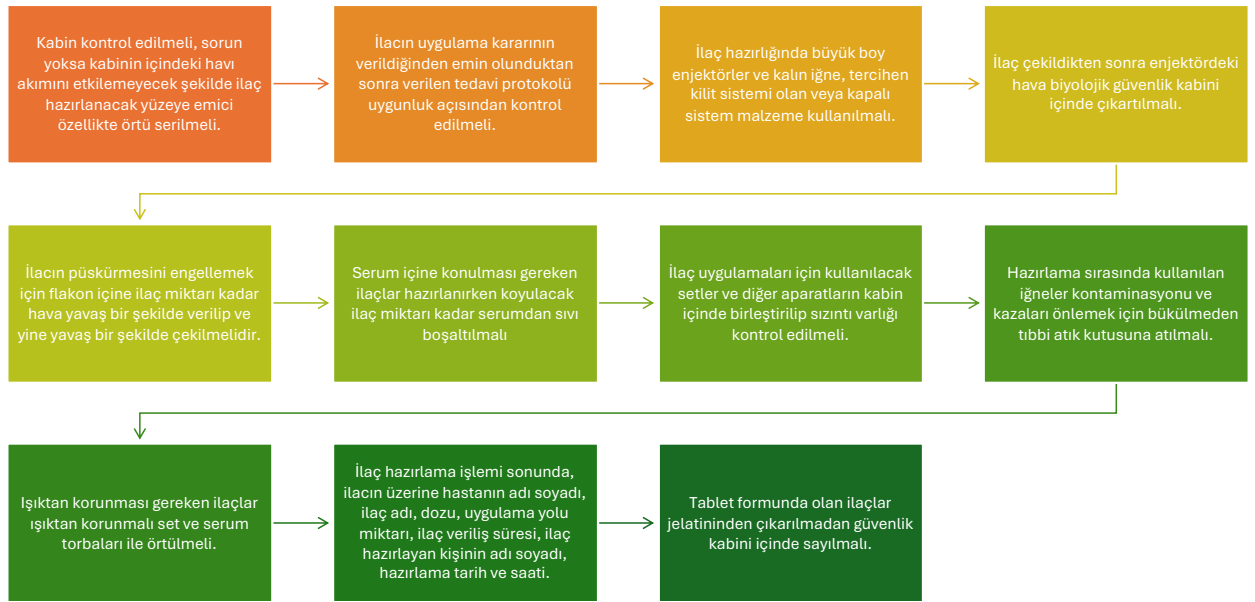 Kabin kontrol edilmeli, sorun
yoksa kabinin içindeki havı
akımını etkilemeyecek şekilde ilaç
hazırlanacak yüzeye emici
özellikte örtü serilmeli.
İlacın uygulama kararının
verildiğinden emin olunduktan
sonra verilen tedavi protokolü
uygunluk açısından kontrol
edilmeli.
İlaç hazırlığında büyük boy
enjektörler ve kalın iğne, tercihen
kilit sistemi olan veya kapalı
sistem malzeme kullanılmalı.
İlaç çekildikten sonra enjektördeki
hava biyolojik güvenlik kabini
içinde çıkartılmalı.
İlacın püskürmesini engellemek
için flakon içine ilaç miktarı kadar
hava yavaş bir şekilde verilip ve
yine yavaş bir şekilde çekilmelidir.
Serum içine konulması gereken
ilaçlar hazırlanırken koyulacak
ilaç miktarı kadar serumdan sıvı
boşaltılmalı
İlaç uygulamaları için kullanılacak
setler ve diğer aparatların kabin
içinde birleştirilip sızıntı varlığı
kontrol edilmeli.
Hazırlama sırasında kullanılan
iğneler kontaminasyonu ve
kazaları önlemek için bükülmeden
tıbbi atık kutusuna atılmalı.
Işıktan korunması gereken ilaçlar
ışıktan korunmalı set ve serum
torbaları ile örtülmeli.
İlaç hazırlama işlemi sonunda,
ilacın üzerine hastanın adı soyadı,
ilaç adı, dozu, uygulama yolu
miktarı, ilaç veriliş süresi, ilaç
hazırlayan kişinin adı soyadı,
hazırlama tarih ve saati.
Tablet formunda olan ilaçlar
jelatininden çıkarılmadan güvenlik
kabini içinde sayılmalı.